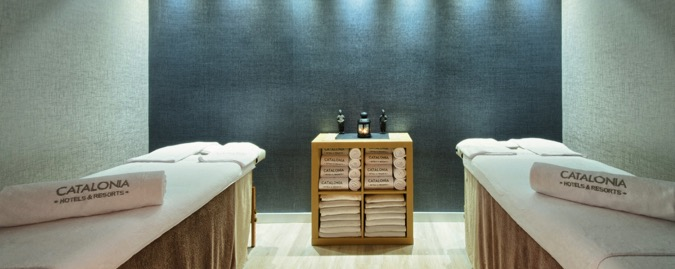 CATALONIA
- HOTELS & RESORTS -
CATALONIA
- HOTELS & RESORTS -